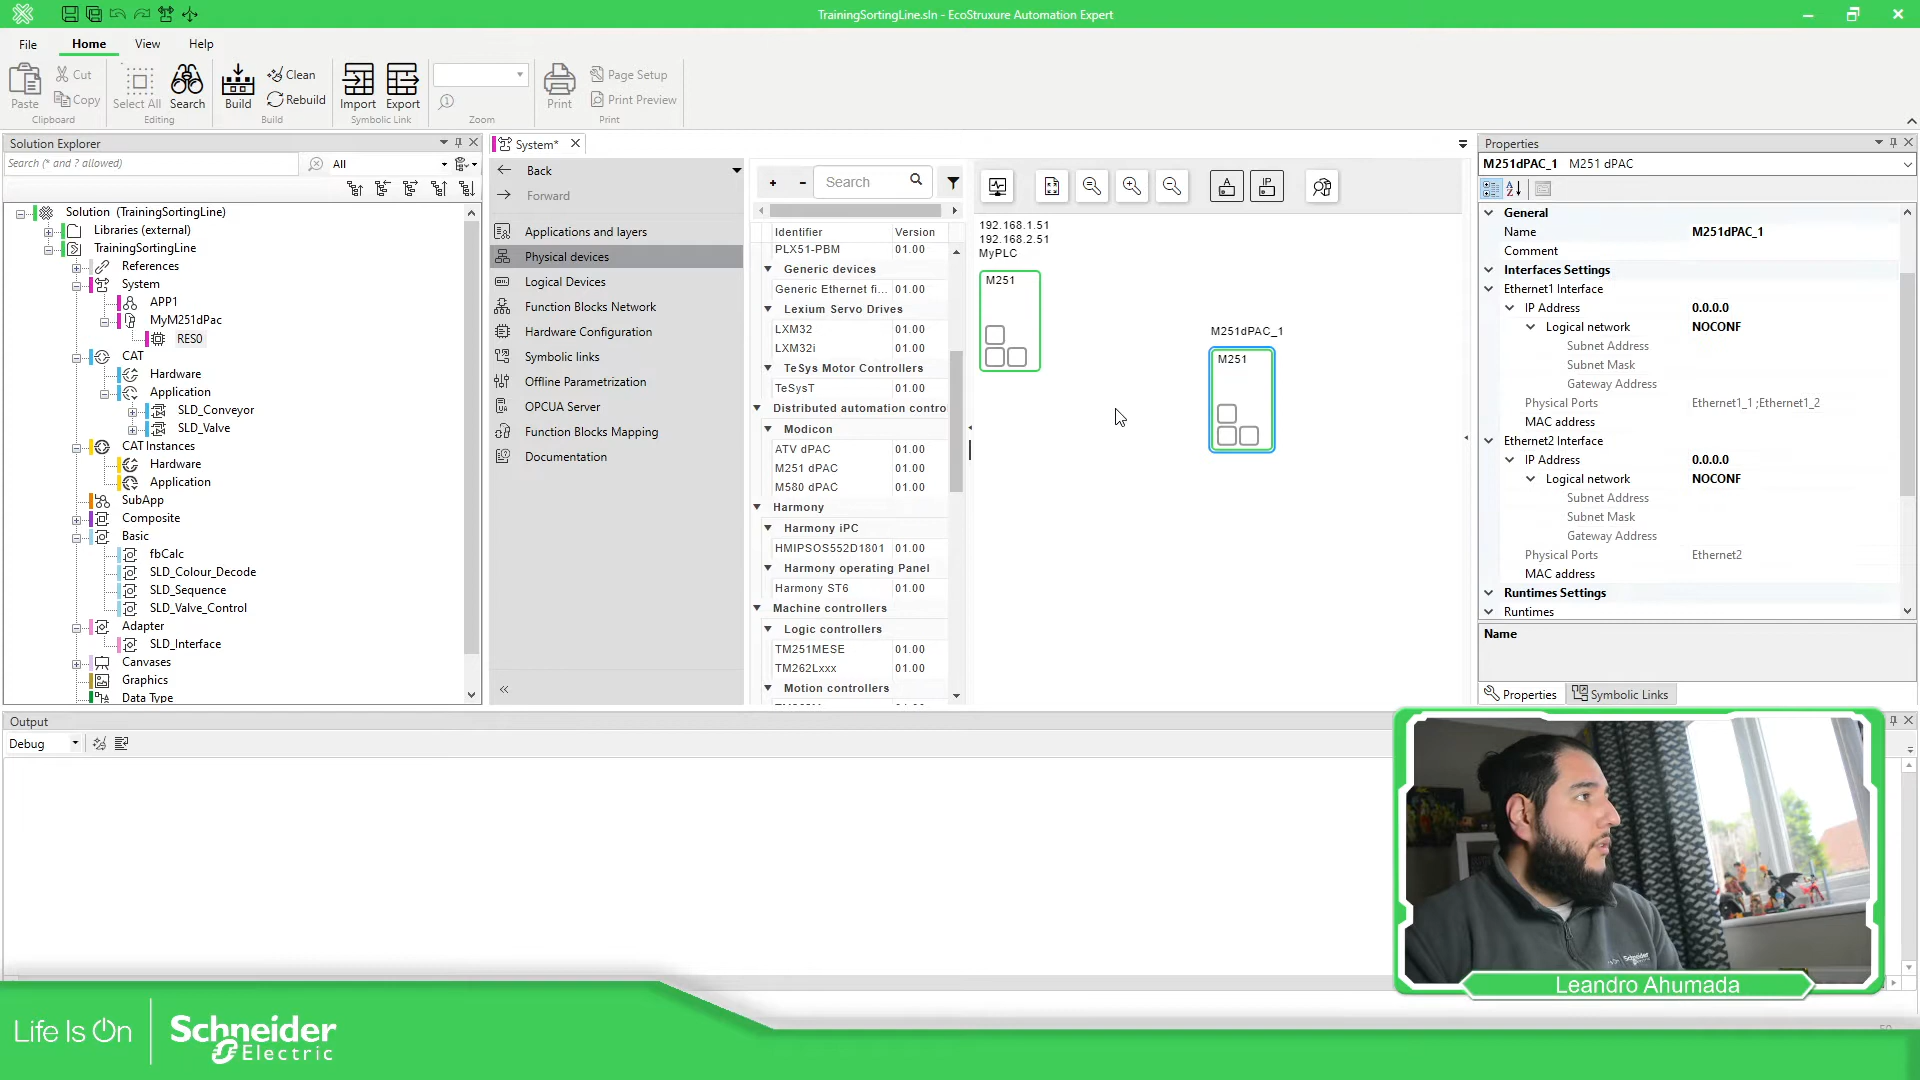 TrainingSortingLine.sln - EcoStruxure Automation Expert
File Home View Help
Paste
Cut
Copy
Clipboard
Select All
Search
Editing
Build
Clean
Rebuild
Build
Import
Export
Symbolic Link
Zoom
Print
Page Setup
Print Preview
Print
Solution Explorer
Search (* and ? allowed)
All
Solution (TrainingSortingLine)
Libraries (external)
TrainingSortingLine
References
System
APP1
MyM251dPac
RES0
CAT
Hardware
Application
SLD_Conveyor
SLD_Valve
CAT Instances
Hardware
Application
SubApp
Composite
Basic
fbCalc
SLD_Colour_Decode
SLD_Sequence
SLD_Valve_Control
Adapter
SLD_Interface
Canvases
Graphics
Data Type
System*
Back
Forward
Applications and layers
Physical devices
Logical Devices
Function Blocks Network
Hardware Configuration
Symbolic links
Offline Parametrization
OPCUA Server
Function Blocks Mapping
Documentation
+ - Search
Identifier Version
PLX51-PBM 01.00
Generic devices
Generic Ethernet fi... 01.00
Lexium Servo Drives
LXM32 01.00
LXM32i 01.00
TeSys Motor Controllers
TeSysT 01.00
Distributed automation contro
Modicon
ATV dPAC 01.00
M251 dPAC 01.00
M580 dPAC 01.00
Harmony
Harmony iPC
HMIPSOS552D1801 01.00
Harmony operating Panel
Harmony ST6 01.00
Machine controllers
Logic controllers
TM251MESE 01.00
TM262Lxxx 01.00
Motion controllers
A IP
192.168.1.51
192.168.2.51
MyPLC
M251
M251dPAC_1
M251
Properties
M251dPAC_1 M251 dPAC
General
Name M251dPAC_1
Comment
Interfaces Settings
Ethernet1 Interface
IP Address 0.0.0.0
Logical network NOCONF
Subnet Address
Subnet Mask
Gateway Address
Physical Ports Ethernet1_1 ;Ethernet1_2
MAC address
Ethernet2 Interface
IP Address 0.0.0.0
Logical network NOCONF
Subnet Address
Subnet Mask
Gateway Address
Physical Ports Ethernet2
MAC address
Runtimes Settings
Runtimes
Name
Properties Symbolic Links
Output
Debug
Leandro Ahumada
Life Is On
Schneider
Electric